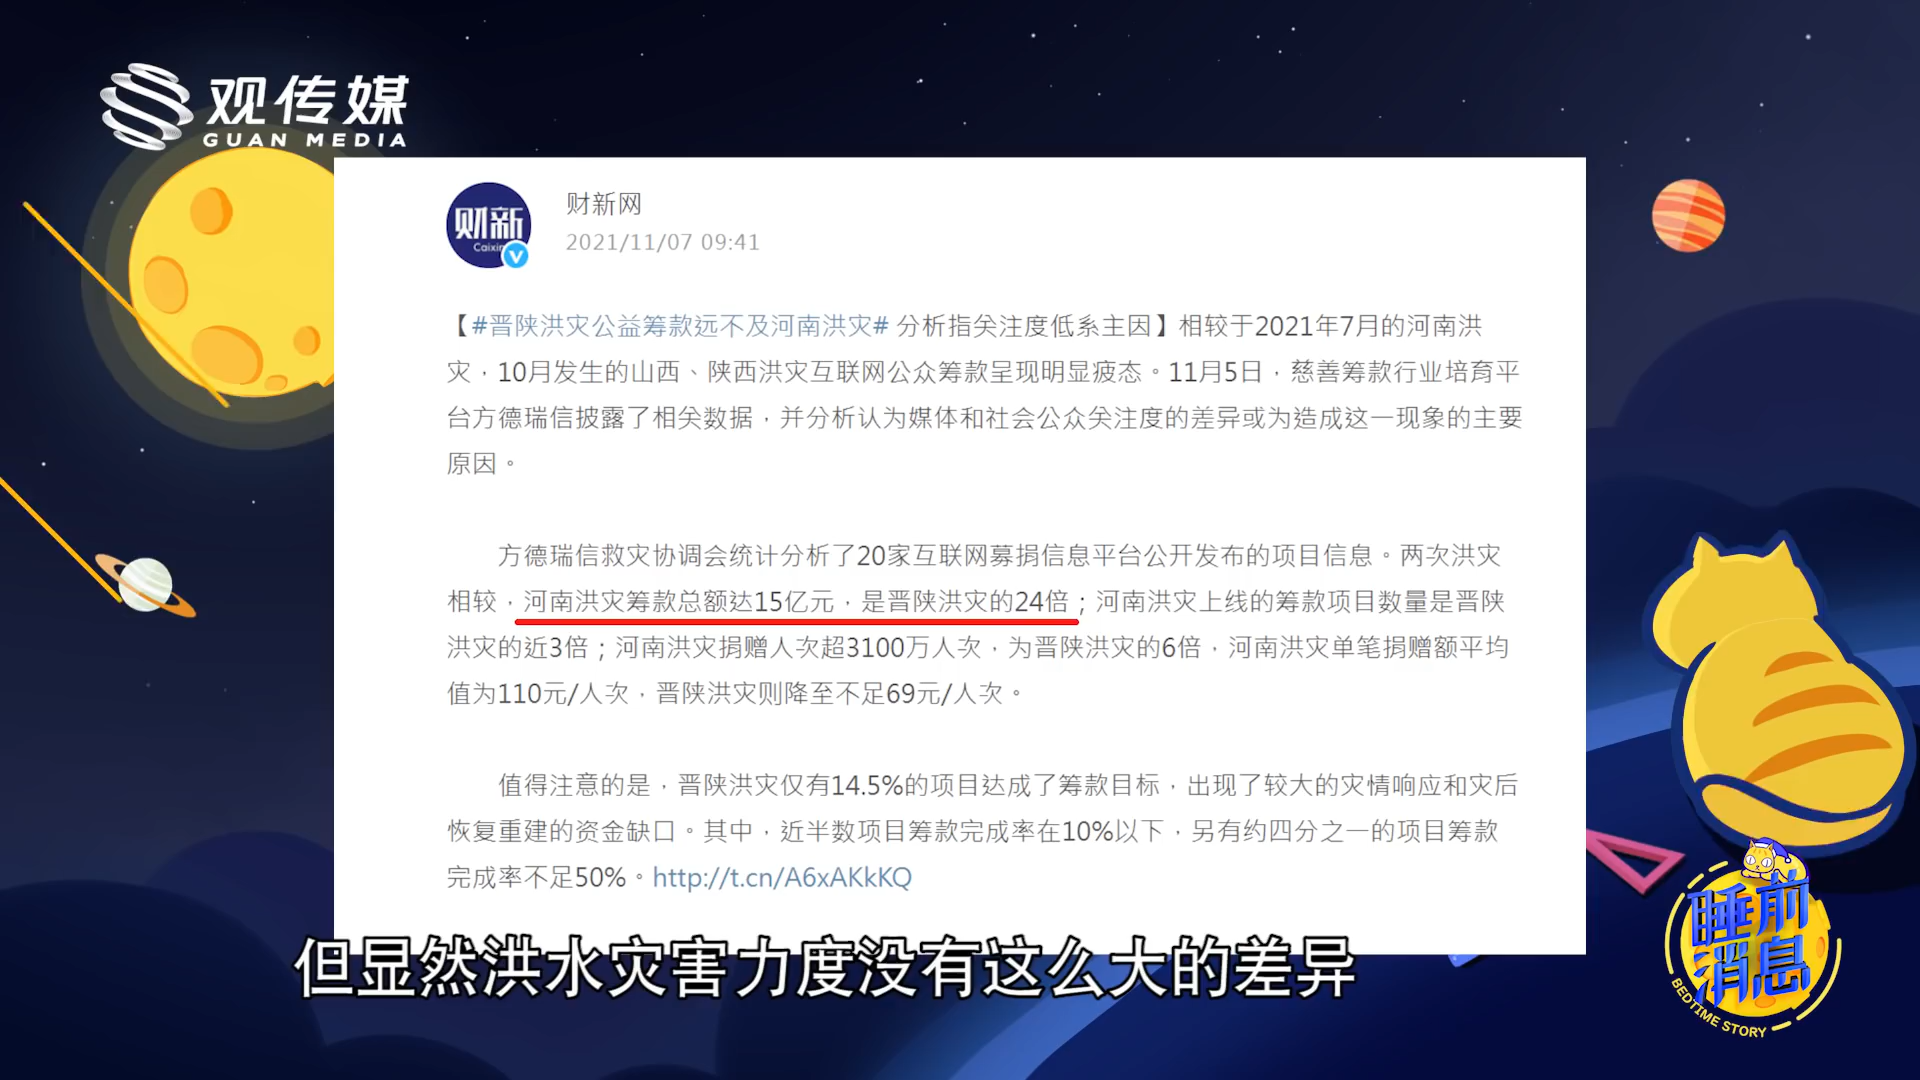 观传媒
GUAN MEDIA
财新
Caixin
财新网
2021/11/07 09:41
【#晋陕洪灾公益筹款远不及河南洪灾# 分析指关注度低系主因】相较于2021年7月的河南洪
灾，10月发生的山西、陕西洪灾互联网公众筹款呈现明显疲态。11月5日，慈善筹款行业培育平
台方德瑞信披露了相关数据，并分析认为媒体和社会公众关注度的差异或为造成这一现象的主要
原因。
方德瑞信救灾协调会统计分析了20家互联网募捐信息平台公开发布的项目信息。两次洪灾
相较，河南洪灾筹款总额达15亿元，是晋陕洪灾的24倍；河南洪灾上线的筹款项目数量是晋陕
洪灾的近3倍；河南洪灾捐赠人次超3100万人次，为晋陕洪灾的6倍，河南洪灾单笔捐赠额平均
值为110元/人次，晋陕洪灾则降至不足69元/人次。
值得注意的是，晋陕洪灾仅有14.5%的项目达成了筹款目标，出现了较大的灾情响应和灾后
恢复重建的资金缺口。其中，近半数项目筹款完成率在10%以下，另有约四分之一的项目筹款
完成率不足50%。http://t.cn/A6xAKkKQ
但显然洪水灾害力度没有这么大的差异
睡前
消息
BEDTIME STORY